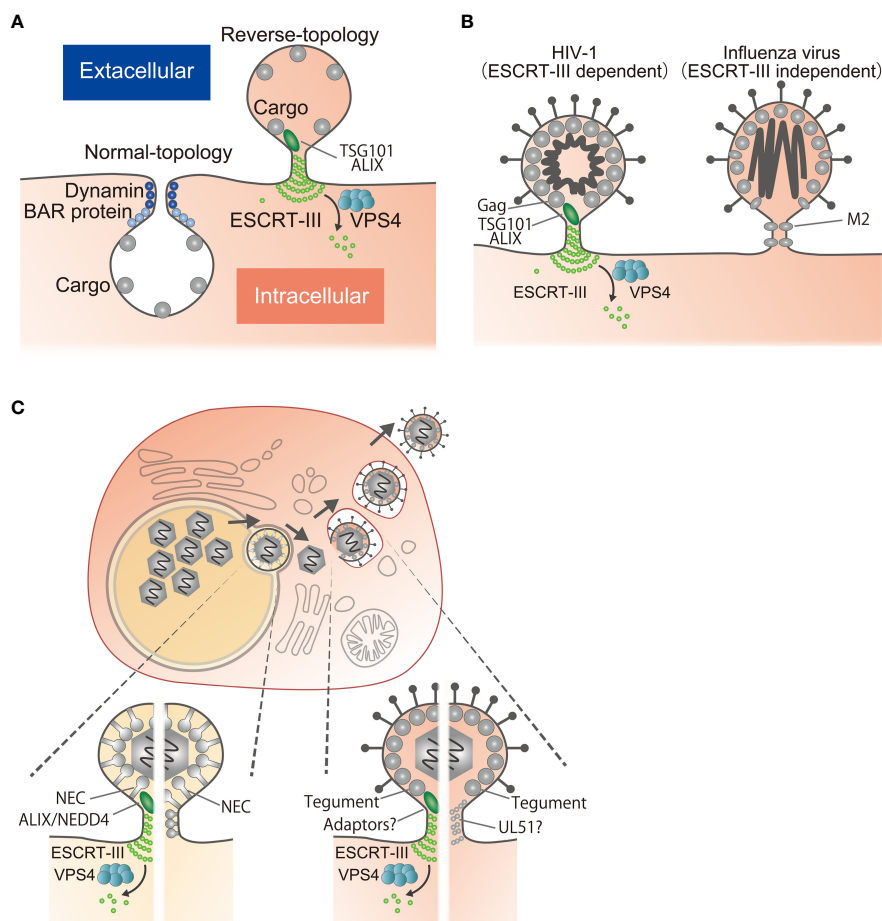 A
Reverse-topology
Extacellular
Cargo
TSG101
ALIX
Normal-topology
Dynamin
BAR protein
ESCRT-III
VPS4
Cargo
Intracellular
B
HIV-1
(ESCRT-III dependent)
Influenza virus
(ESCRT-III independent)
Gag
TSG101
ALIX
M2
ESCRT-III
VPS4
C
NEC
ALIX/NEDD4
NEC
ESCRT-III
VPS4
Tegument
Adaptors?
Tegument
UL51?
ESCRT-III
VPS4